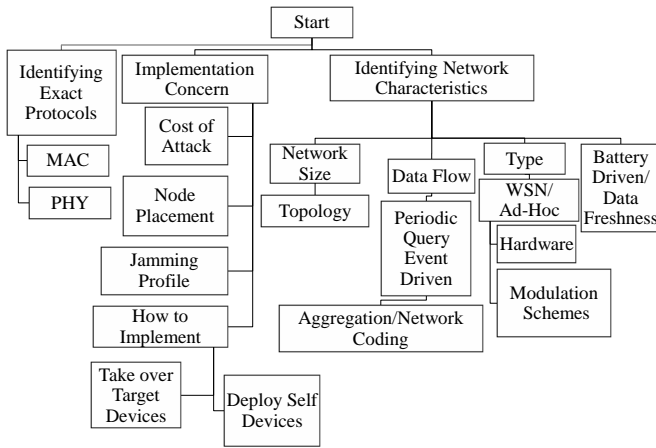 Start
Identifying
Exact
Protocols
MAC
PHY
Implementation
Concern
Cost of
Attack
Node
Placement
Jamming
Profile
How to
Implement
Take over
Target
Devices
Deploy Self
Devices
Identifying Network
Characteristics
Network
Size
Topology
Data Flow
Periodic
Query
Event
Driven
Aggregation/Network
Coding
Type
WSN/
Ad-Hoc
Hardware
Modulation
Schemes
Battery
Driven/
Data
Freshness